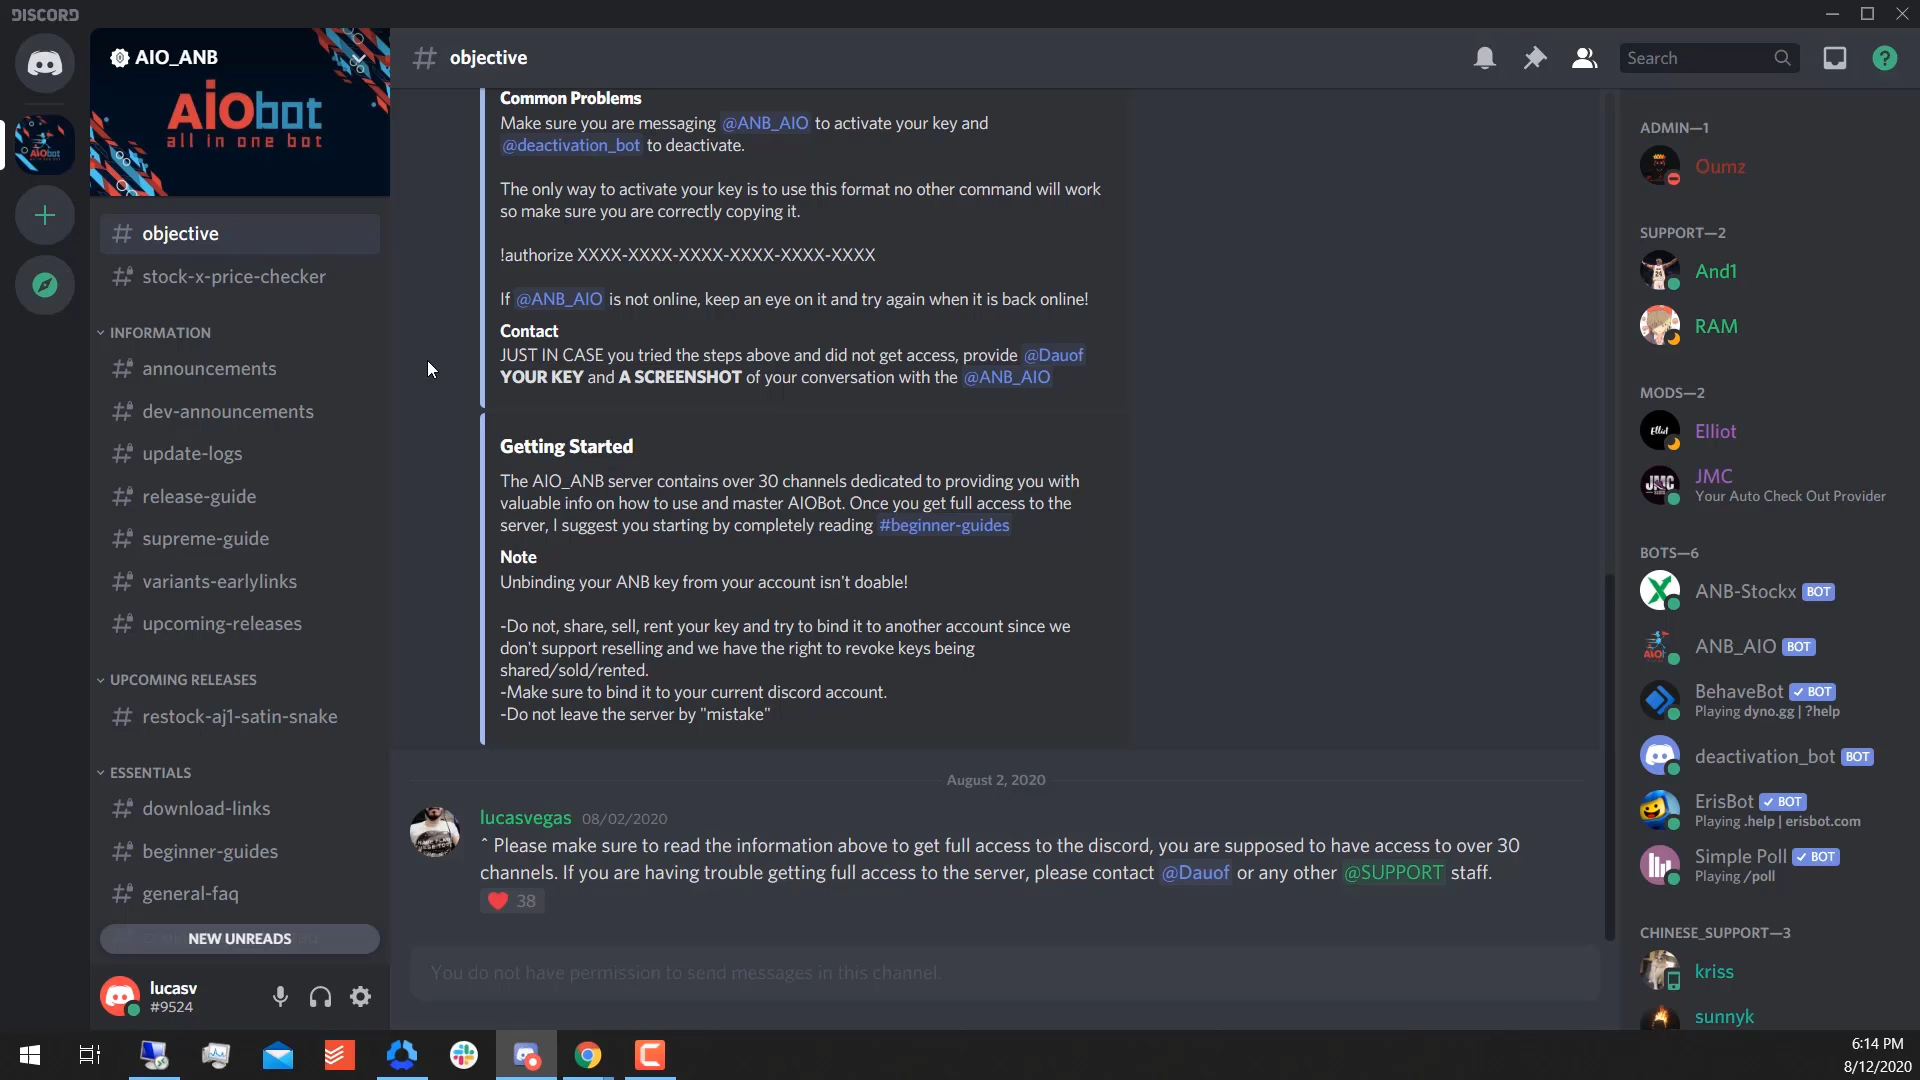 DISCORD
AIO_ANB
AIObot
all in one bot
objective
stock-x-price-checker
INFORMATION
announcements
dev-announcements
update-logs
release-guide
supreme-guide
variants-earlylinks
upcoming-releases
UPCOMING RELEASES
restock-aj1-satin-snake
ESSENTIALS
download-links
beginner-guides
general-faq
NEW UNREADS
lucasv
#9524
# objective
Search
Common Problems
Make sure you are messaging @ANB_AIO to activate your key and
@deactivation_bot to deactivate.
The only way to activate your key is to use this format no other command will work
so make sure you are correctly copying it.
!authorize XXXX-XXXX-XXXX-XXXX-XXXX-XXXX
If @ANB_AIO is not online, keep an eye on it and try again when it is back online!
Contact
JUST IN CASE you tried the steps above and did not get access, provide @Dauof
YOUR KEY and A SCREENSHOT of your conversation with the @ANB_AIO
Getting Started
The AIO_ANB server contains over 30 channels dedicated to providing you with
valuable info on how to use and master AIOBot. Once you get full access to the
server, I suggest you starting by completely reading #beginner-guides
Note
Unbinding your ANB key from your account isn't doable!
-Do not, share, sell, rent your key and try to bind it to another account since we
don't support reselling and we have the right to revoke keys being
shared/sold/rented.
-Make sure to bind it to your current discord account.
-Do not leave the server by "mistake"
August 2, 2020
lucasvegas 08/02/2020
^ Please make sure to read the information above to get full access to the discord, you are supposed to have access to over 30
channels. If you are having trouble getting full access to the server, please contact @Dauof or any other @SUPPORT staff.
38
You do not have permission to send messages in this channel.
ADMIN—1
Oumz
SUPPORT—2
And1
RAM
MODS—2
Elliot
JMC
Your Auto Check Out Provider
BOTS—6
ANB-Stockx BOT
ANB_AIO BOT
BehaveBot BOT
Playing dyno.gg | ?help
deactivation_bot BOT
ErisBot BOT
Playing .help | erisbot.com
Simple Poll BOT
Playing /poll
CHINESE_SUPPORT—3
kriss
sunnyk
6:14 PM
8/12/2020